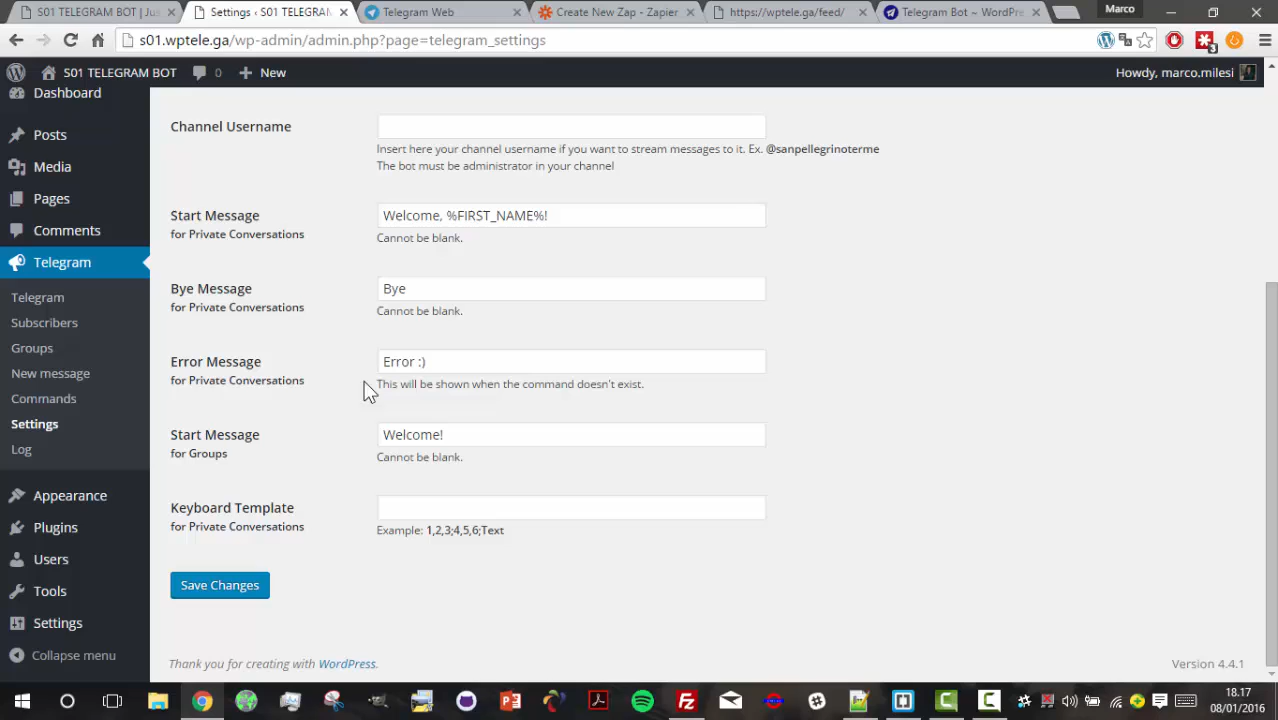 S01 TELEGRAM BOT | Jus
Settings ‹ S01 TELEGRAM
Telegram Web
Create New Zap - Zapier
https://wptele.ga/feed/
Telegram Bot ~ WordPre
Marco
s01.wptele.ga/wp-admin/admin.php?page=telegram_settings
3
S01 TELEGRAM BOT
0
New
Howdy, marco.milesi
Dashboard
Posts
Media
Pages
Comments
Telegram
Telegram
Subscribers
Groups
New message
Commands
Settings
Log
Appearance
Plugins
Users
Tools
Settings
Collapse menu
Channel Username
Insert here your channel username if you want to stream messages to it. Ex. @sanpellegrinoterme
The bot must be administrator in your channel
Start Message
for Private Conversations
Welcome, %FIRST_NAME%!
Cannot be blank.
Bye Message
for Private Conversations
Bye
Cannot be blank.
Error Message
for Private Conversations
Error :)
This will be shown when the command doesn't exist.
Start Message
for Groups
Welcome!
Cannot be blank.
Keyboard Template
for Private Conversations
Example: 1,2,3;4,5,6;Text
Save Changes
Thank you for creating with WordPress.
Version 4.4.1
18.17
08/01/2016